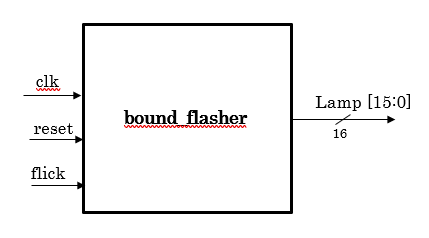 clk
reset
flick
bound_flasher
Lamp [15:0]
16